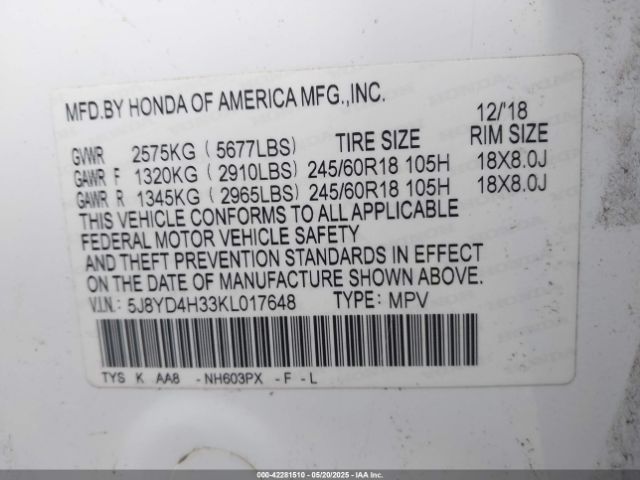 MFD.BY HONDA OF AMERICA MFG.,INC.
12/'18
GVWR 2575KG ( 5677LBS) TIRE SIZE RIM SIZE
GAWR F 1320KG ( 2910LBS) 245/60R18 105H 18X8.0J
GAWR R 1345KG ( 2965LBS) 245/60R18 105H 18X8.0J
THIS VEHICLE CONFORMS TO ALL APPLICABLE
FEDERAL MOTOR VEHICLE SAFETY
AND THEFT PREVENTION STANDARDS IN EFFECT
ON THE DATE OF MANUFACTURE SHOWN ABOVE.
V.I.N.: 5J8YD4H33KL017648 TYPE: MPV
TYS K AA8 -NH603PX -F-L
000-42281510 - 05/20/2025 - IAA Inc.